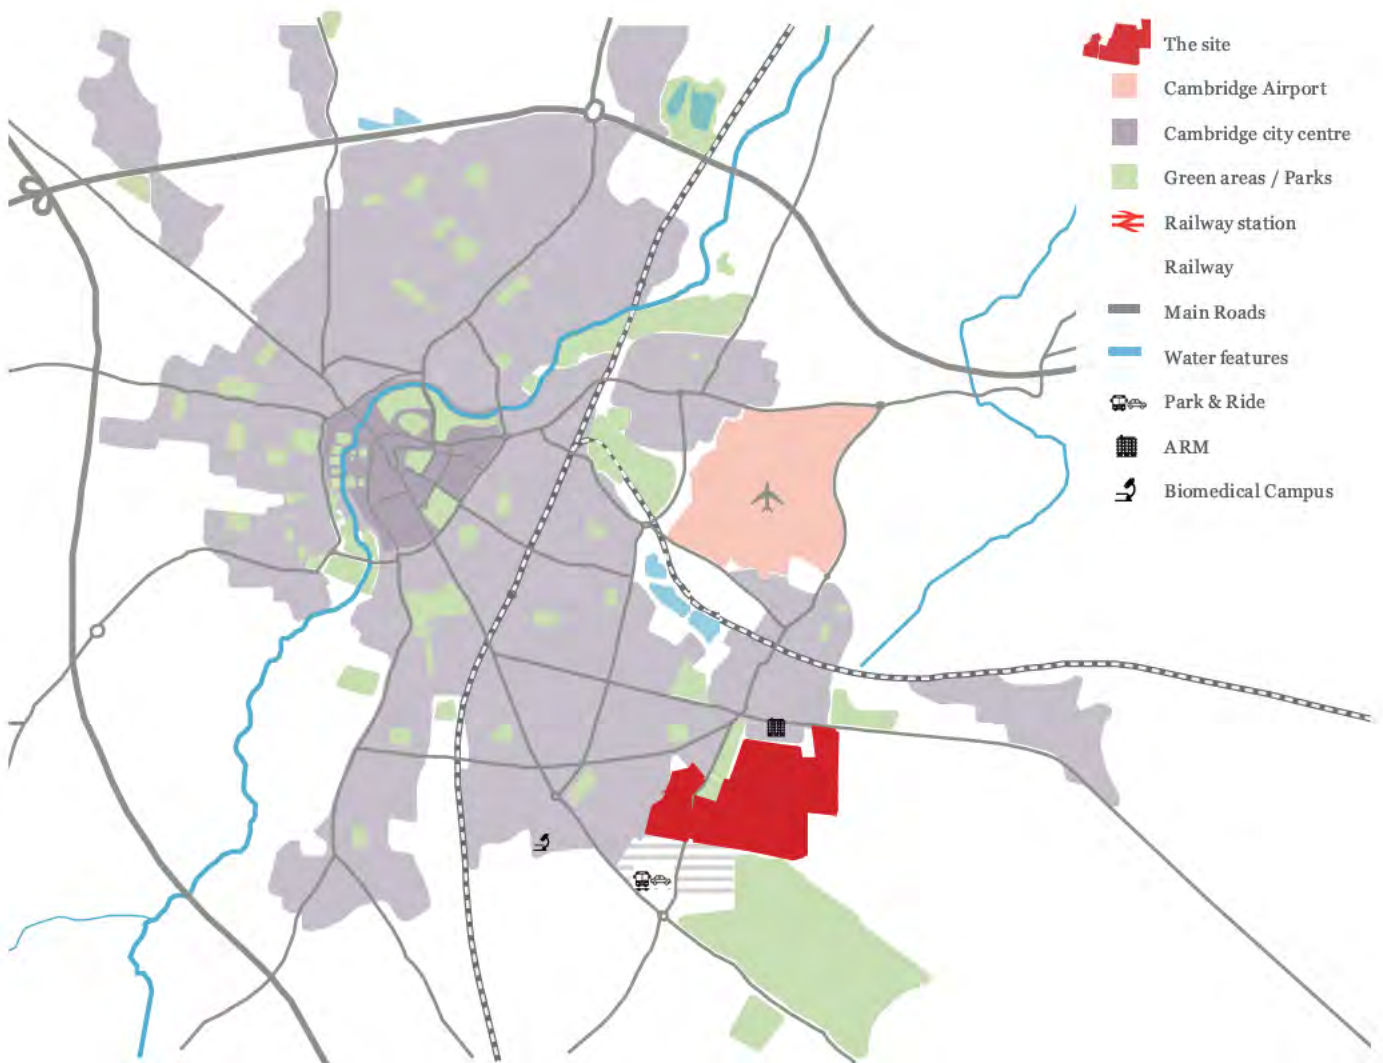 The site
Cambridge Airport
Cambridge city centre
Green areas / Parks
Railway station
Railway
Main Roads
Water features
Park & Ride
ARM
Biomedical Campus